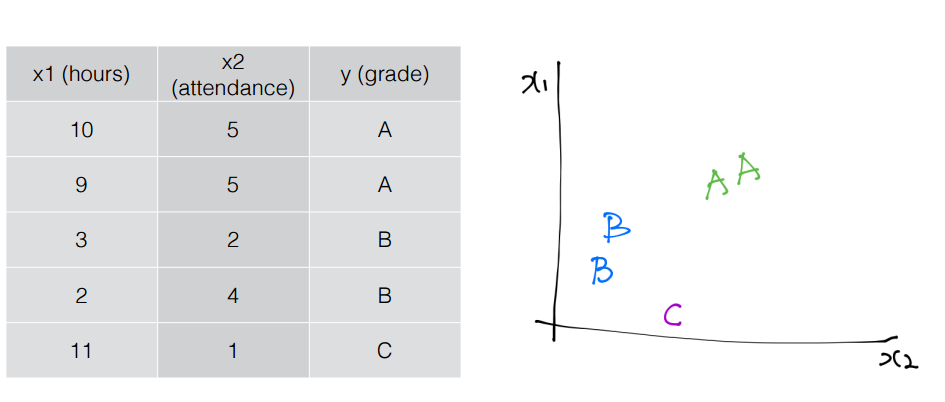 x1 (hours) x2 (attendance) y (grade)
10 5 A
9 5 A
3 2 B
2 4 B
11 1 C
x1
A A
B
B
C
x2